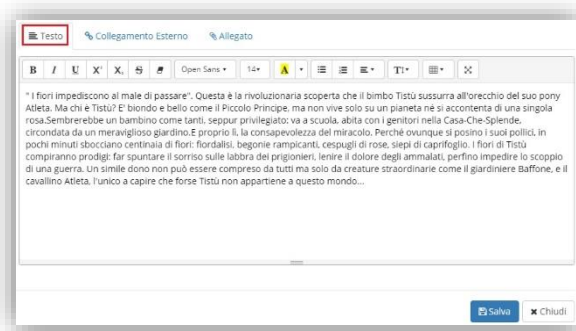 Testo Collegamento Esterno Allegato
B I U X² X₂ S Open Sans 14 A TI
" I fiori impediscono al male di passare". Questa è la rivoluzionaria scoperta che il bimbo Tistù sussurra all'orecchio del suo pony
Atleta. Ma chi è Tistù? E' biondo e bello come il Piccolo Principe, ma non vive solo su un pianeta né si accontenta di una singola
rosa.Sembrerebbe un bambino come tanti, seppur privilegiato: va a scuola, abita con i genitori nella Casa-Che-Splende,
circondata da un meraviglioso giardino.E proprio lì, la consapevolezza del miracolo. Perché ovunque si posino i suoi pollici, in
pochi minuti sbocciano centinaia di fiori: fiordalisi, begonie rampicanti, cespugli di rose, siepi di caprifoglio. I fiori di Tistù
compiranno prodigi: far spuntare il sorriso sulle labbra dei prigionieri, lenire il dolore degli ammalati, perfino impedire lo scoppio
di una guerra. Un simile dono non può essere compreso da tutti ma solo da creature straordinarie come il giardiniere Baffone, e il
cavallino Atleta, l'unico a capire che forse Tistù non appartiene a questo mondo...
Salva Chiudi